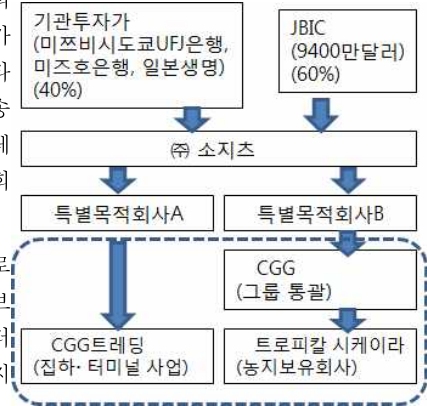 기관투자가
(미쯔비시도쿄UFJ은행,
미즈호은행, 일본생명)
(40%)
JBIC
(9400만달러)
(60%)
㈜ 소지츠
특별목적회사A
특별목적회사B
CGG
(그룹 통괄)
CGG트레딩
(집하· 터미널 사업)
트로피칼 시케이라
(농지보유회사)